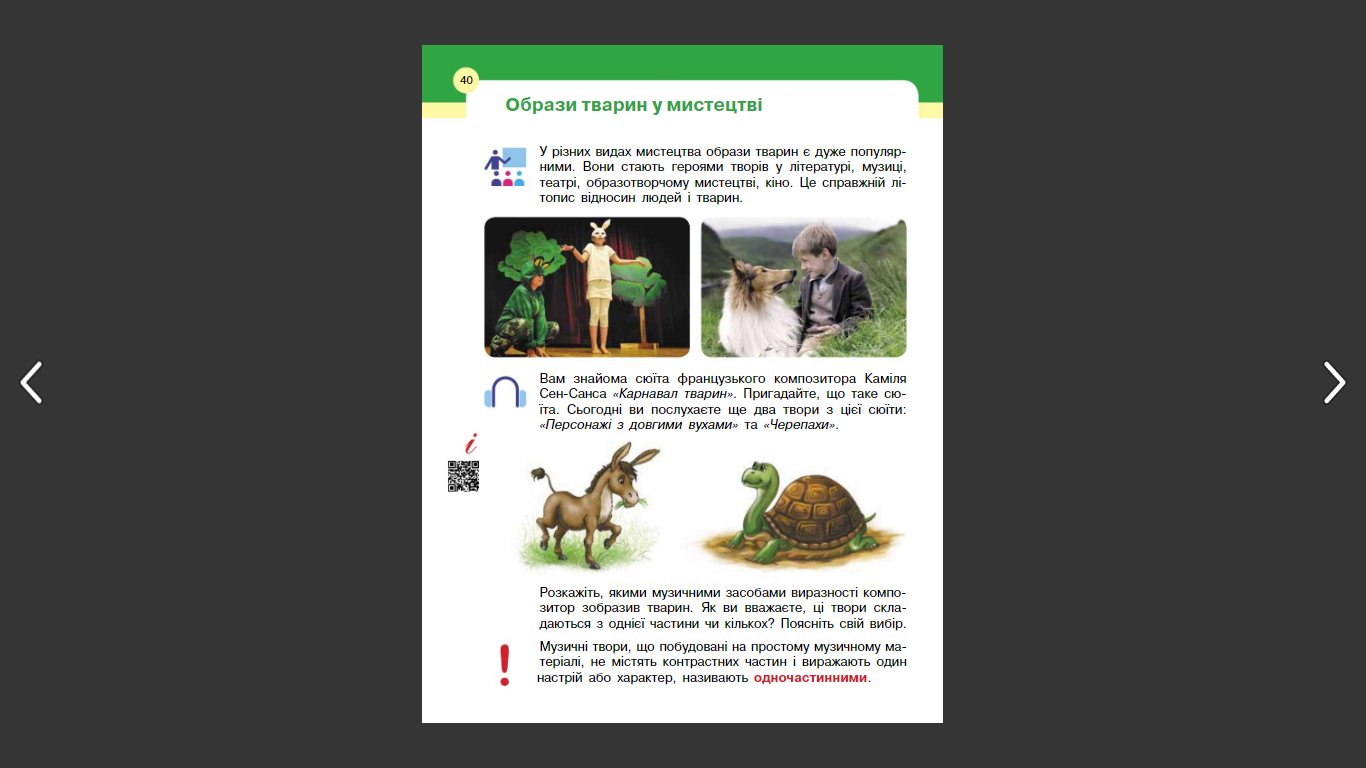 40
Образи тварин у мистецтві
У різних видах мистецтва образи тварин є дуже популяр-
ними. Вони стають героями творів у літературі, музиці,
театрі, образотворчому мистецтві, кіно. Це справжній лі-
топис відносин людей і тварин.
Вам знайома сюїта французького композитора Каміля
Сен-Санса «Карнавал тварин». Пригадайте, що таке сю-
їта. Сьогодні ви послухаєте ще два твори з цієї сюїти:
«Персонажі з довгими вухами» та «Черепахи».
i
Розкажіть, якими музичними засобами виразності компо-
зитор зобразив тварин. Як ви вважаєте, ці твори скла-
даються з однієї частини чи кількох? Поясніть свій вибір.
Музичні твори, що побудовані на простому музичному ма-
теріалі, не містять контрастних частин і виражають один
настрій або характер, називають одночастинними.